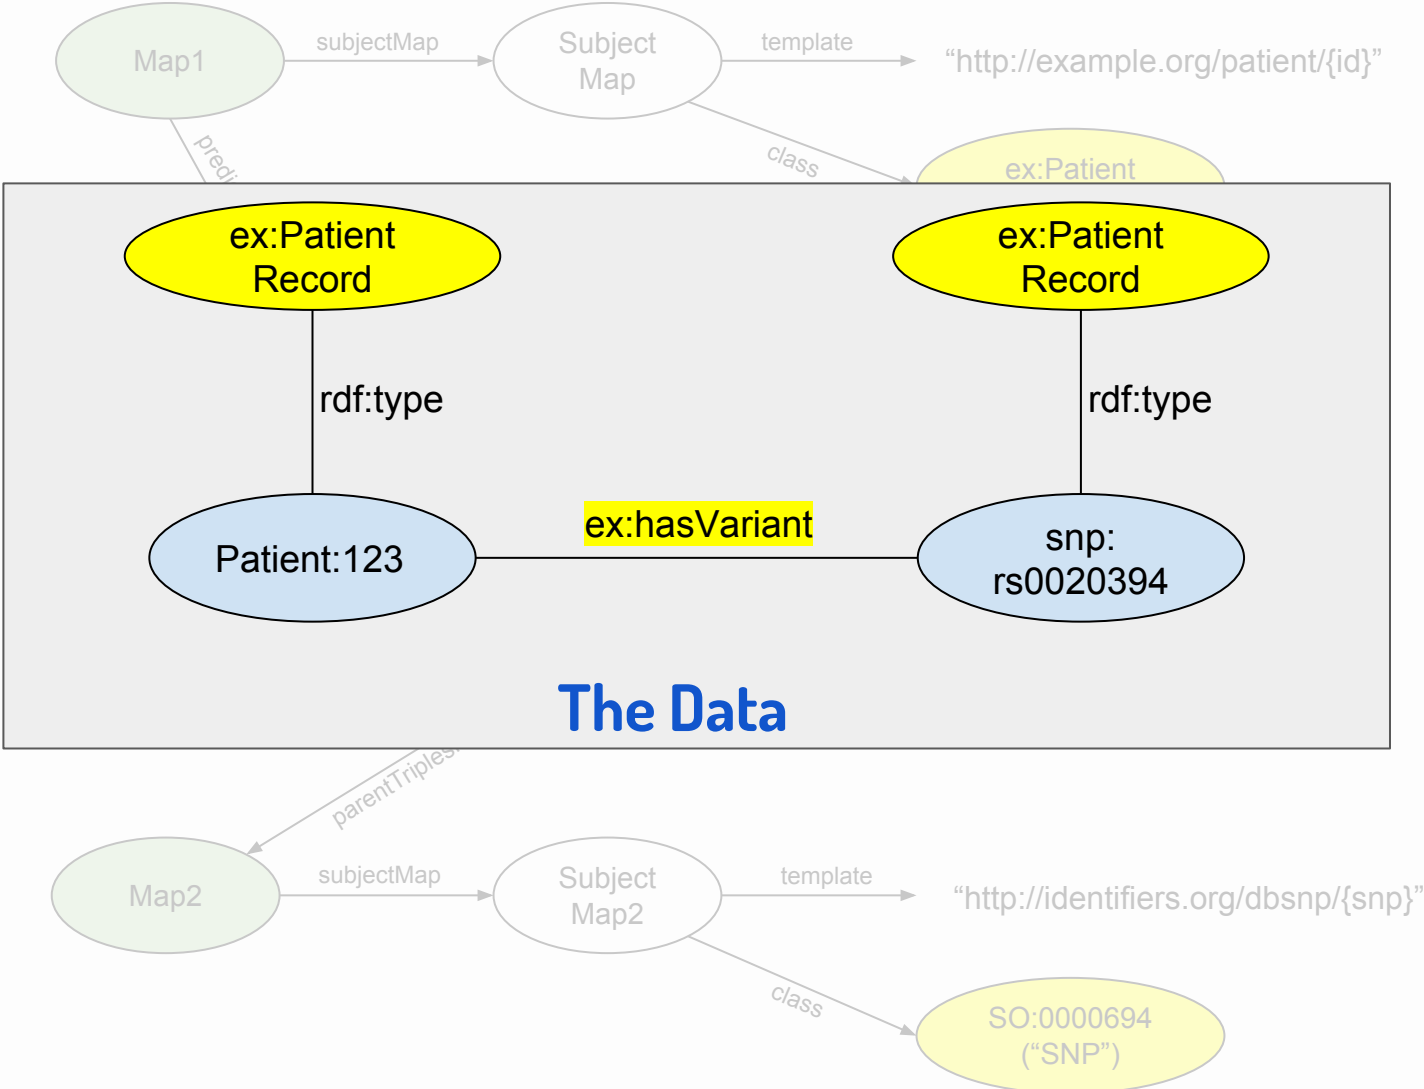 Map1
subjectMap
Subject
Map
template
“http://example.org/patient/{id}”
predi
class
ex:Patient
ex:Patient
Record
ex:Patient
Record
rdf:type
rdf:type
Patient:123
ex:hasVariant
snp:
rs0020394
The Data
parentTriples
Map2
subjectMap
Subject
Map2
template
“http://identifiers.org/dbsnp/{snp}”
class
SO:0000694
(“SNP”)